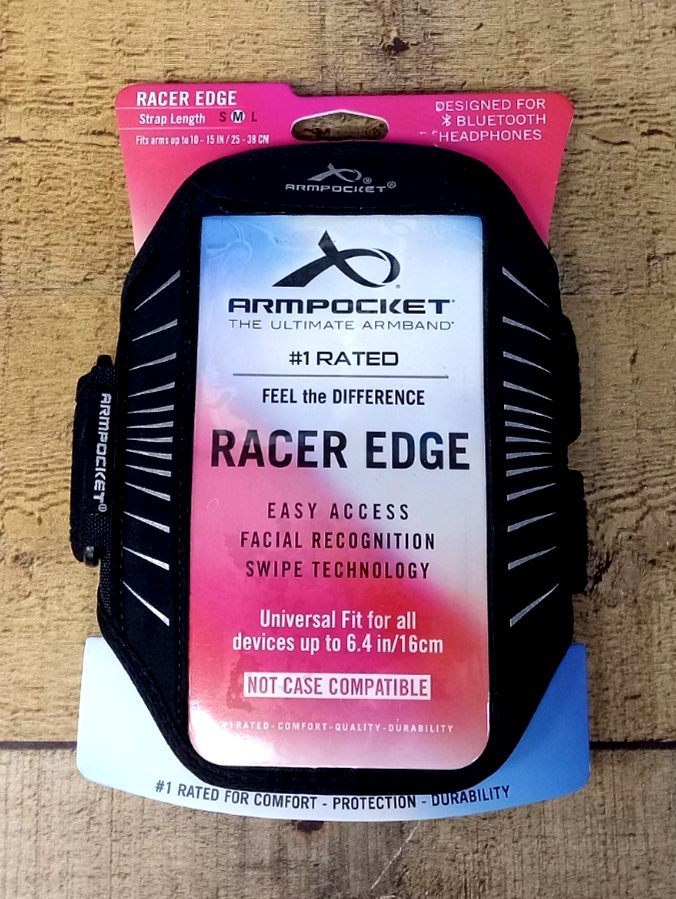 RACER EDGE
Strap Length S M L
Fits arms up to 10 - 15 IN / 25 - 38 CM
DESIGNED FOR
BLUETOOTH
HEADPHONES
ARMPOCKET®
ARMPOCKET®
THE ULTIMATE ARMBAND®
#1 RATED
FEEL the DIFFERENCE
RACER EDGE
EASY ACCESS
FACIAL RECOGNITION
SWIPE TECHNOLOGY
Universal Fit for all
devices up to 6.4 in/16cm
NOT CASE COMPATIBLE
#1 RATED - COMFORT - QUALITY - DURABILITY
ARMPOCKET®
#1 RATED FOR COMFORT - PROTECTION - DURABILITY